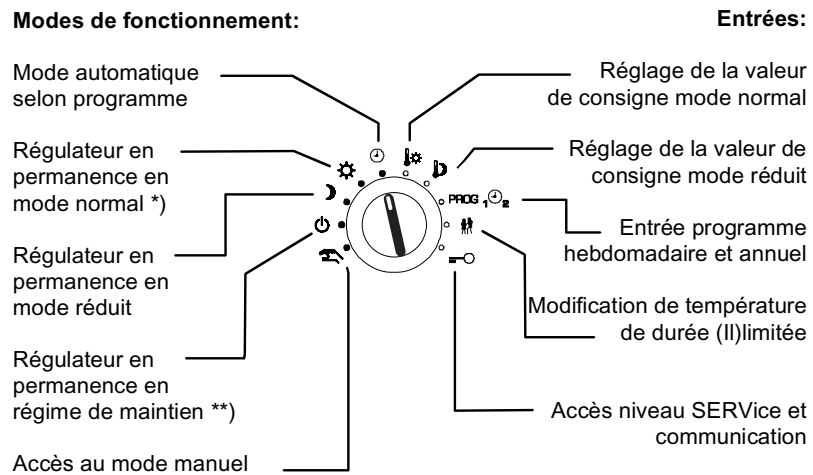 Modes de fonctionnement:
Mode automatique
selon programme
Régulateur en
permanence en
mode normal *)
Régulateur en
permanence en
mode réduit
Régulateur en
permanence en
régime de maintien **)
Accès au mode manuel
PROG 1 2
Entrées:
Réglage de la valeur
de consigne mode normal
Réglage de la valeur de
consigne mode réduit
Entrée programme
hebdomadaire et annuel
Modification de température
de durée (Il)limitée
Accès niveau SERVice et
communication